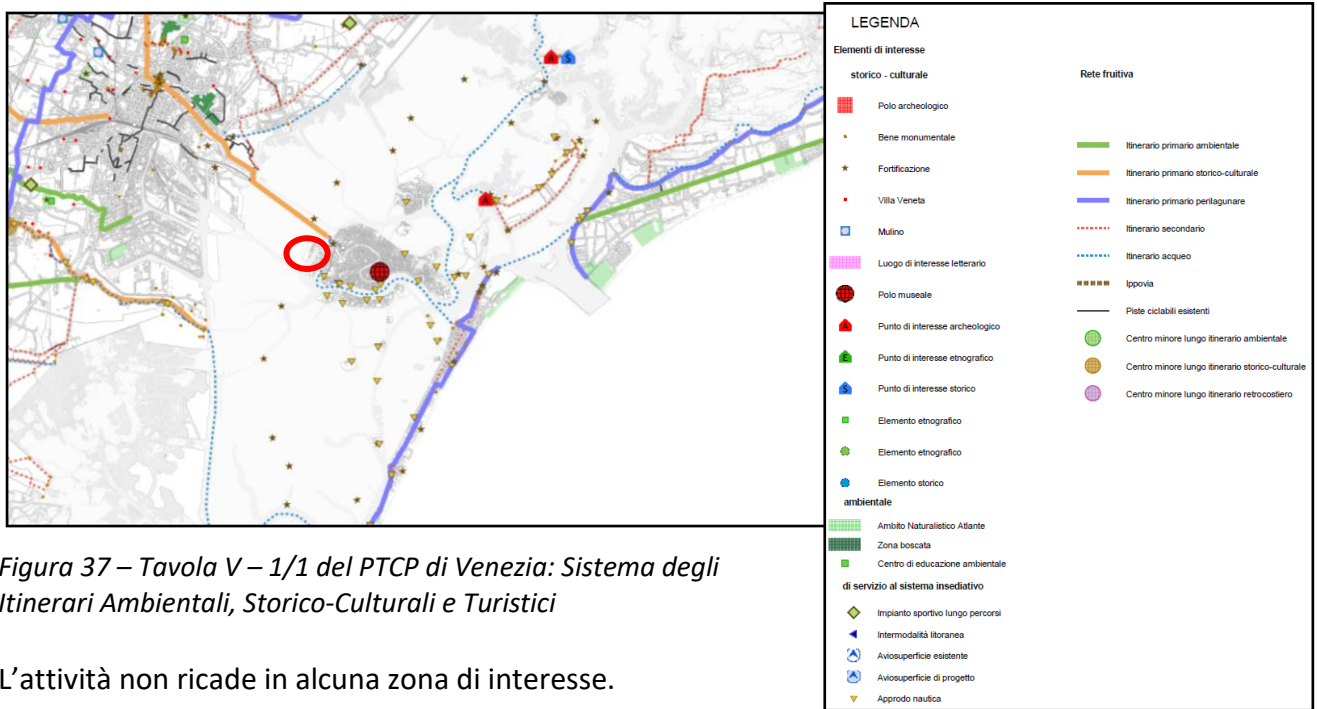 A
S
A
Figura 37 – Tavola V – 1/1 del PTCP di Venezia: Sistema degli
Itinerari Ambientali, Storico-Culturali e Turistici
L’attività non ricade in alcuna zona di interesse.
LEGENDA
Elementi di interesse
storico - culturale
Polo archeologico
Bene monumentale
Fortificazione
Villa Veneta
Mulino
Luogo di interesse letterario
Polo museale
A Punto di interesse archeologico
E Punto di interesse etnografico
S Punto di interesse storico
Elemento etnografico
Elemento etnografico
Elemento storico
ambientale
Ambito Naturalistico Atlante
Zona boscata
Centro di educazione ambientale
di servizio al sistema insediativo
Impianto sportivo lungo percorsi
Intermodalità litoranea
Aviosuperficie esistente
Aviosuperficie di progetto
Approdo nautica
Rete fruitiva
Itinerario primario ambientale
Itinerario primario storico-culturale
Itinerario primario perilagunare
Itinerario secondario
Itinerario acqueo
Ippovia
Piste ciclabili esistenti
Centro minore lungo itinerario ambientale
Centro minore lungo itinerario storico-culturale
Centro minore lungo itinerario retrocostiero